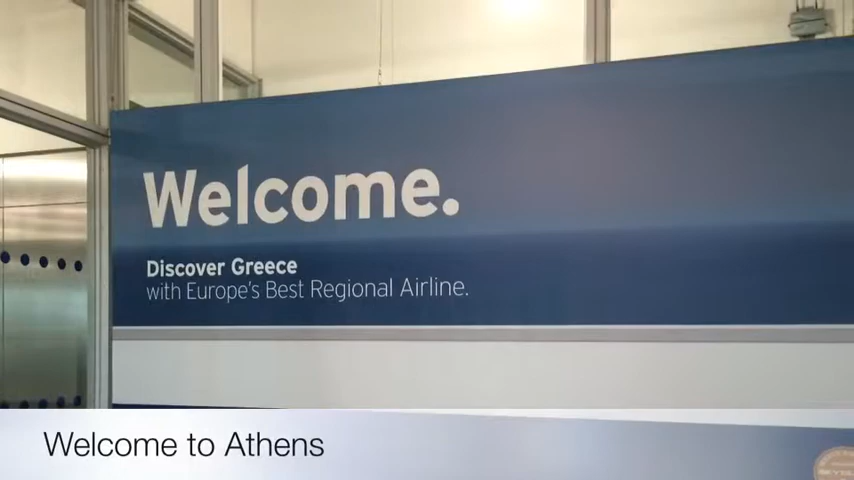 Welcome.
Discover Greece
with Europe's Best Regional Airline.
Welcome to Athens